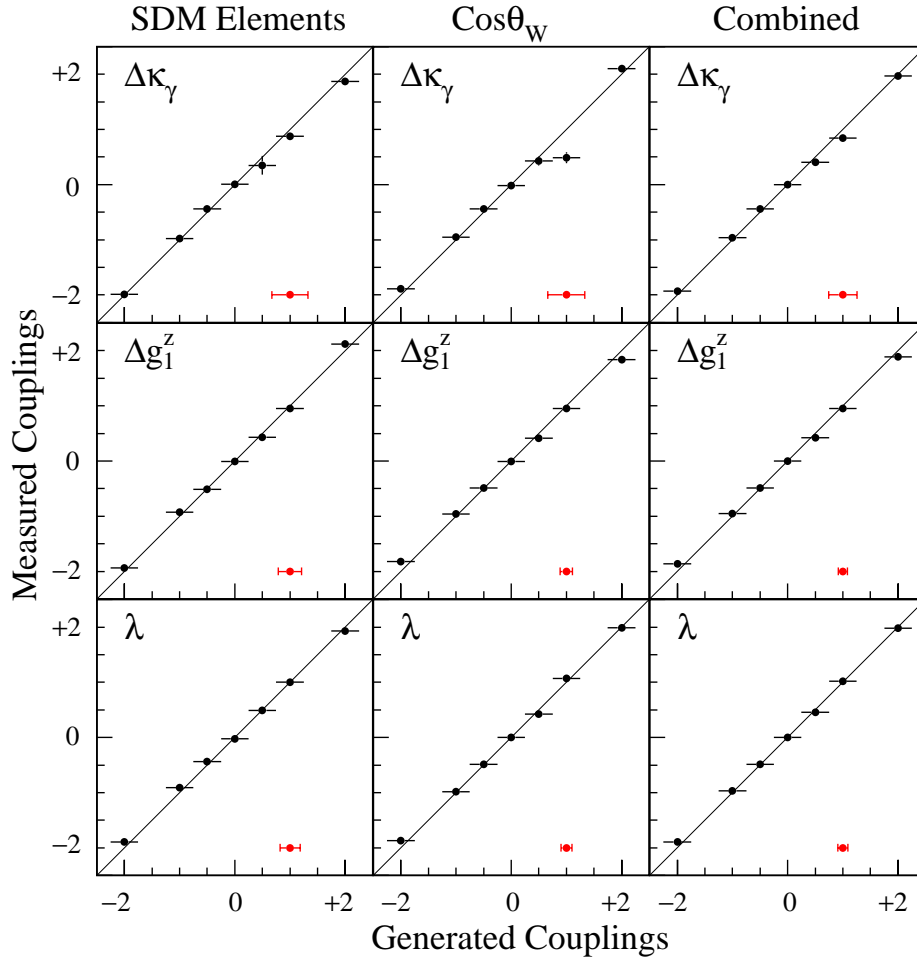 SDM Elements Cosθ_W Combined
Δκ_γ Δκ_γ Δκ_γ
+2
0
−2
Δg_1^z Δg_1^z Δg_1^z
+2
0
−2
λ λ λ
+2
0
−2
−2 0 +2 −2 0 +2 −2 0 +2
Measured Couplings
Generated Couplings